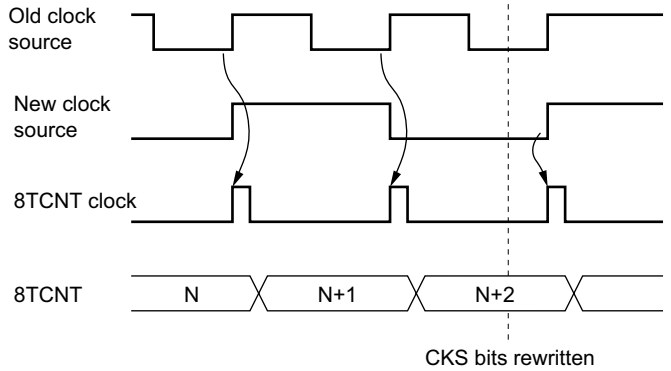 Old clock
source
New clock
source
8TCNT clock
8TCNT
N
N+1
N+2
CKS bits rewritten